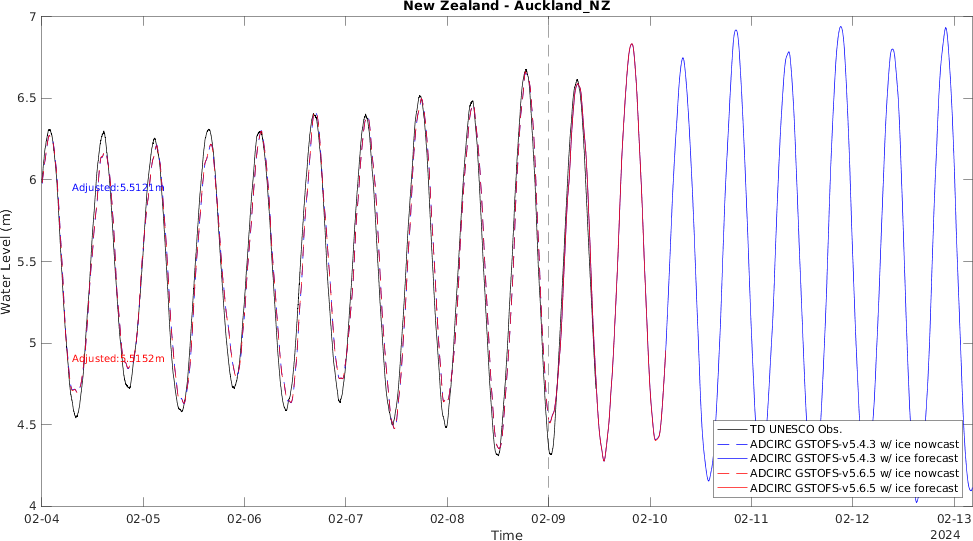 New Zealand - Auckland_NZ
Water Level (m)
7
6.5
6
5.5
5
4.5
4
Adjusted:5.5121m
Adjusted:5.5152m
TD UNESCO Obs.
ADCIRC GSTOFS-v5.4.3 w/ ice nowcast
ADCIRC GSTOFS-v5.4.3 w/ ice forecast
ADCIRC GSTOFS-v5.6.5 w/ ice nowcast
ADCIRC GSTOFS-v5.6.5 w/ ice forecast
02-04 02-05 02-06 02-07 02-08 02-09 02-10 02-11 02-12 02-13
Time
2024